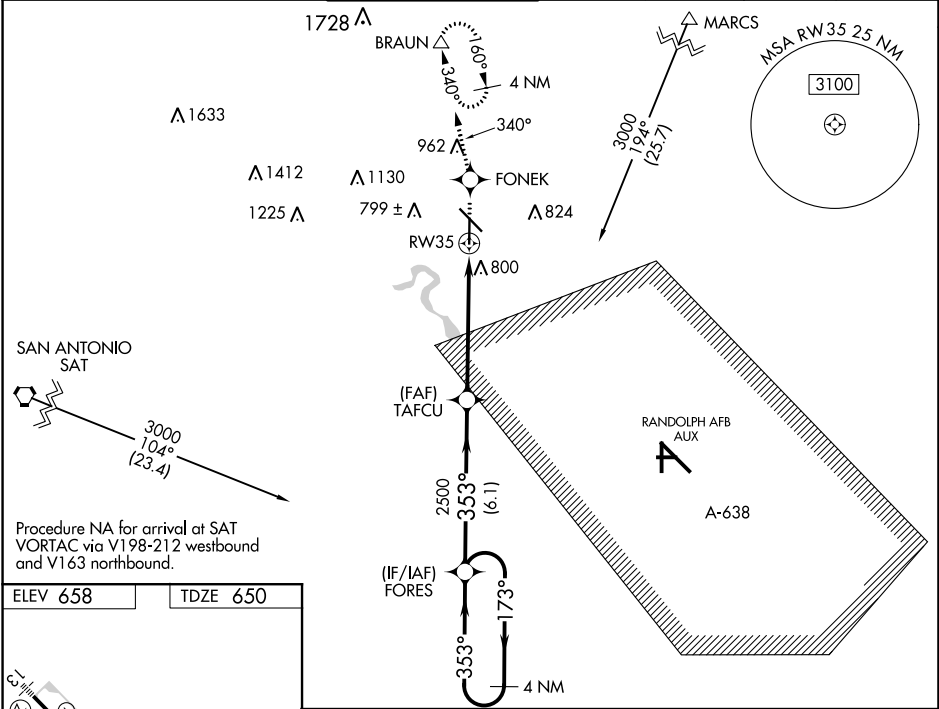 1728
BRAUN
160°
340°
4 NM
MARCS
MSA RW35 25 NM
3100
1633
340°
962
3000
194°
(25.7)
1412
1130
FONEK
1225
799 ±
824
RW35
800
SAN ANTONIO
SAT
(FAF)
TAFCU
RANDOLPH AFB
AUX
3000
104°
(23.4)
2500
353°
(6.1)
A-638
Procedure NA for arrival at SAT
VORTAC via V198-212 westbound
and V163 northbound.
(IF/IAF)
FORES
173°
353°
4 NM
ELEV 658
TDZE 650
13